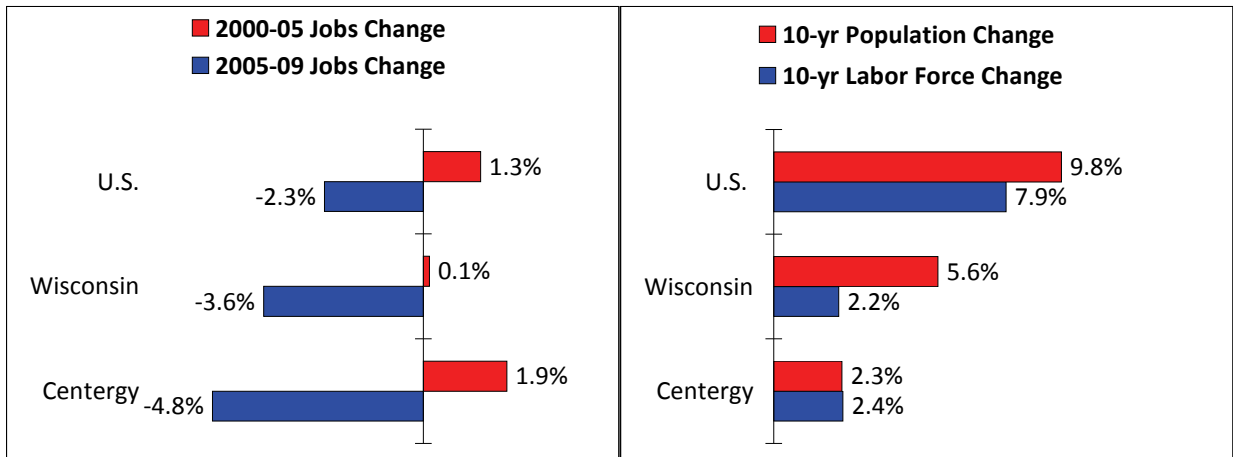 2000-05 Jobs Change
2005-09 Jobs Change
U.S.
1.3%
-2.3%
Wisconsin
0.1%
-3.6%
Centergy
1.9%
-4.8%
10-yr Population Change
10-yr Labor Force Change
U.S.
9.8%
7.9%
Wisconsin
5.6%
2.2%
Centergy
2.3%
2.4%